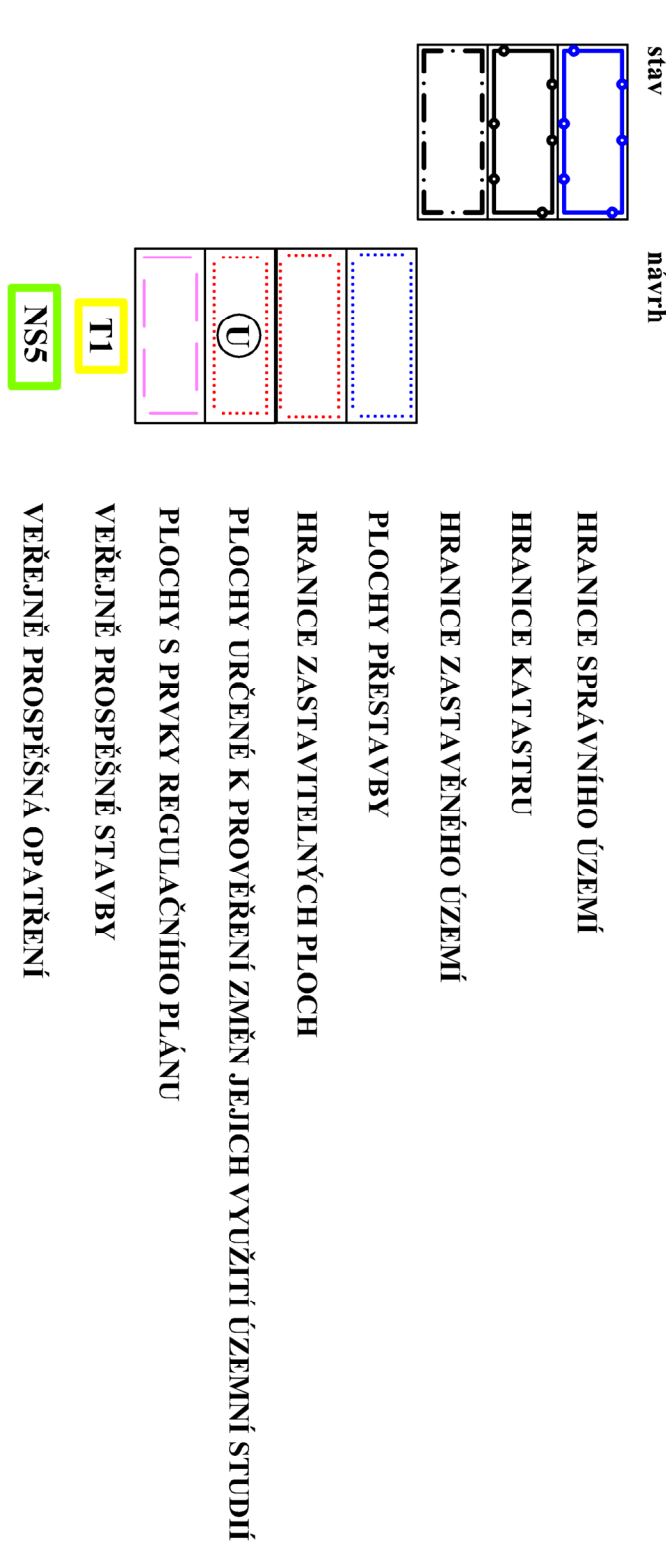 stav návrh
HRANICE SPRÁVNÍHO ÚZEMÍ
HRANICE KATASTRU
HRANICE ZASTAVĚNÉHO ÚZEMÍ
PLOCHY PŘESTAVBY
HRANICE ZASTAVITELNÝCH PLOCH
U PLOCHY URČENÉ K PROVĚŘENÍ ZMĚN JEJICH VYUŽITÍ ÚZEMNÍ STUDIÍ
PLOCHY S PRVKY REGULAČNÍHO PLÁNU
T1 VEŘEJNĚ PROSPĚŠNÉ STAVBY
NS5 VEŘEJNĚ PROSPĚŠNÁ OPATŘENÍ